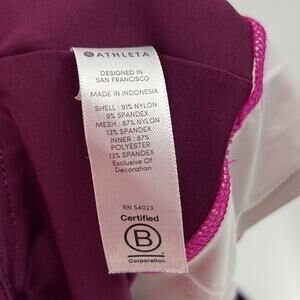 ATHLETA
DESIGNED IN
SAN FRANCISCO
MADE IN INDONESIA
SHELL : 91% NYLON
9% SPANDEX
MESH : 87% NYLON
13% SPANDEX
INNER : 87%
POLYESTER
13% SPANDEX
Exclusive Of
Decoration
RN 54023
Certified
B
Corporation